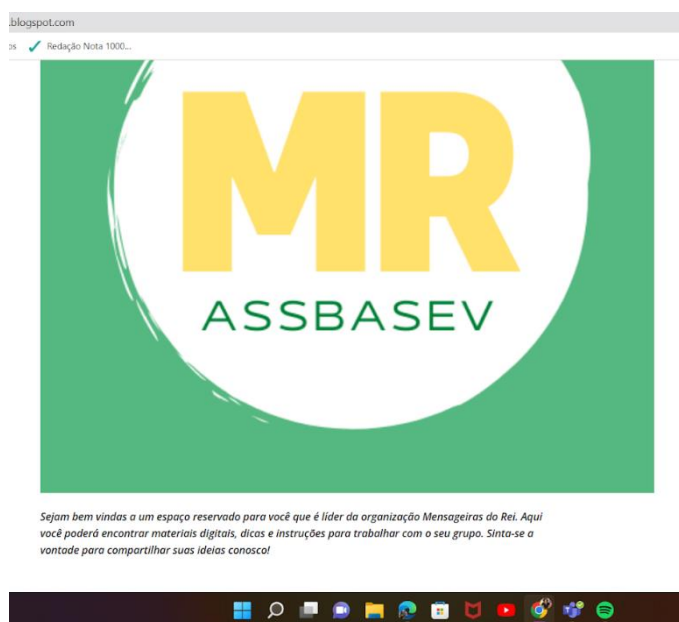 .blogspot.com
os Redação Nota 1000...
MR
ASSBASEV
Sejam bem vindas a um espaço reservado para você que é líder da organização Mensageiras do Rei. Aqui
você poderá encontrar materiais digitais, dicas e instruções para trabalhar com o seu grupo. Sinta-se a
vontade para compartilhar suas ideias conosco!